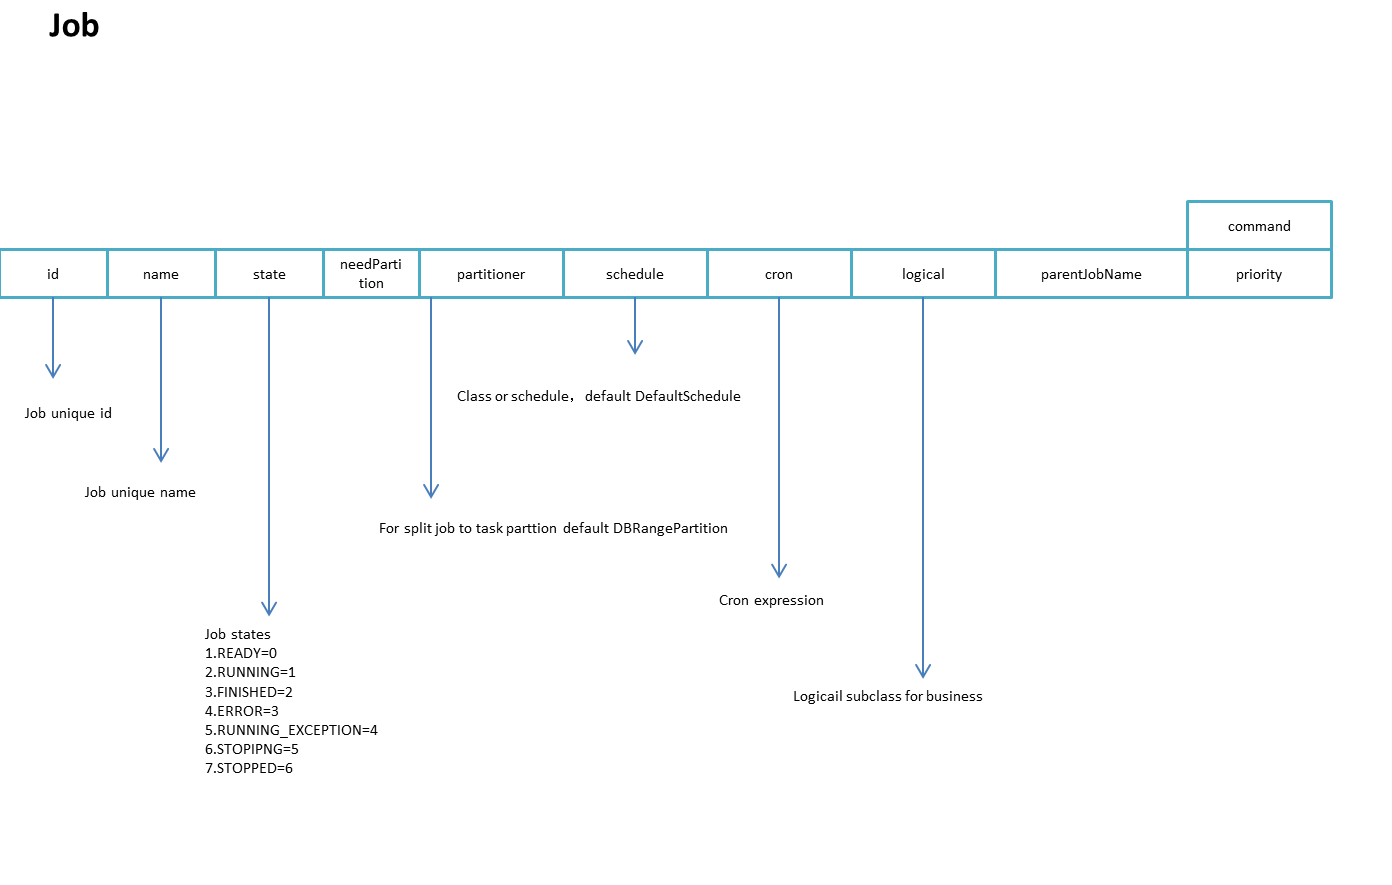 Job
command
id
name
state
needParti
tion
partitioner
schedule
cron
logical
parentJobName
priority
Class or schedule，default DefaultSchedule
Job unique id
Job unique name
For split job to task parttion default DBRangePartition
Cron expression
Job states
1.READY=0
2.RUNNING=1
3.FINISHED=2
4.ERROR=3
5.RUNNING_EXCEPTION=4
6.STOPIPNG=5
7.STOPPED=6
Logicail subclass for business